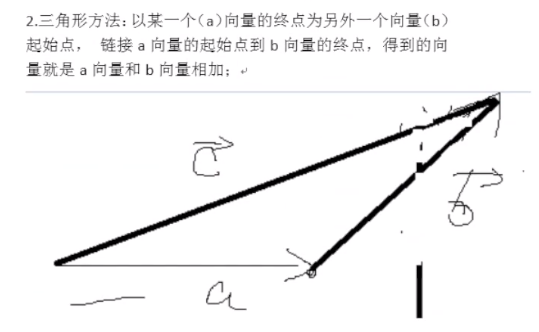 2.三角形方法：以某一个（a）向量的终点为另外一个向量（b）
起始点， 链接 a 向量的起始点到 b 向量的终点，得到的向
量就是 a 向量和 b 向量相加；
c
b
a